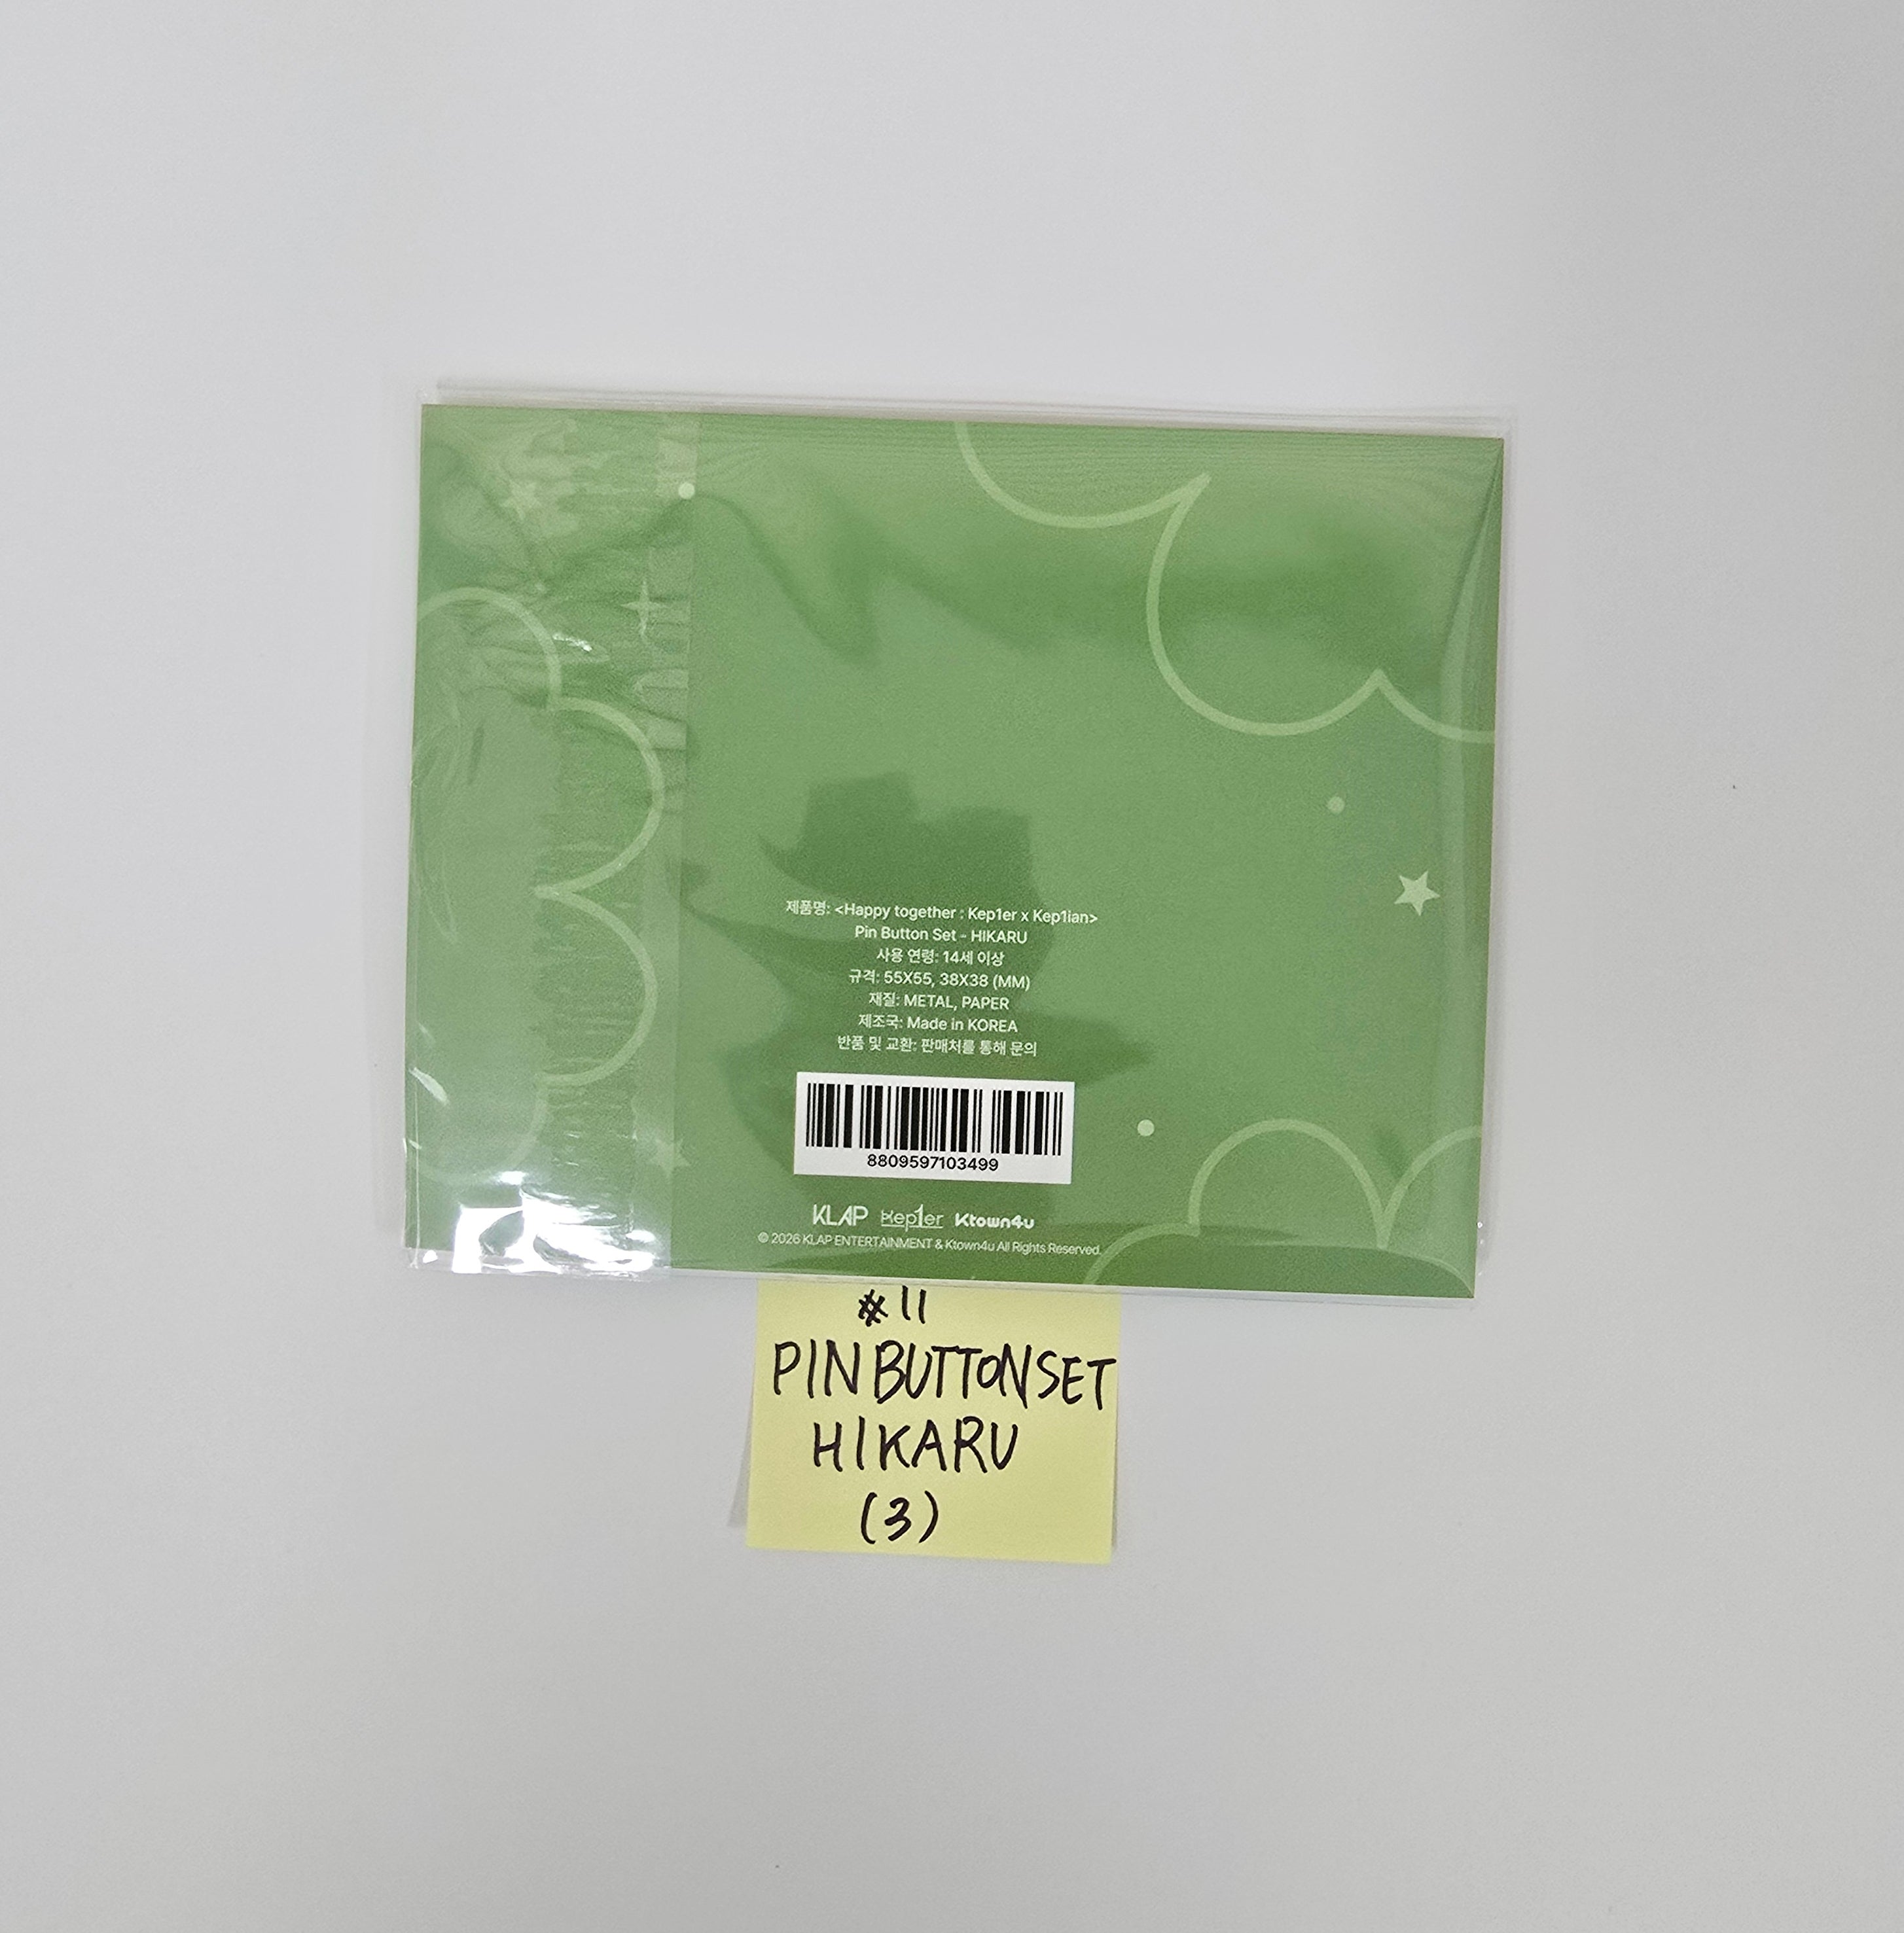 제품명: <Happy together : Kep1er x Kep1ian>
Pin Button Set - HIKARU
사용 연령: 14세 이상
규격: 55X55, 38X38 (MM)
재질: METAL, PAPER
제조국: Made in KOREA
반품 및 교환: 판매처를 통해 문의
8809597103499
KLAP Kep1er Ktown4u
© 2026 KLAP ENTERTAINMENT & Ktown4u All Rights Reserved.
#11
PIN BUTTON SET
HIKARU
(3)